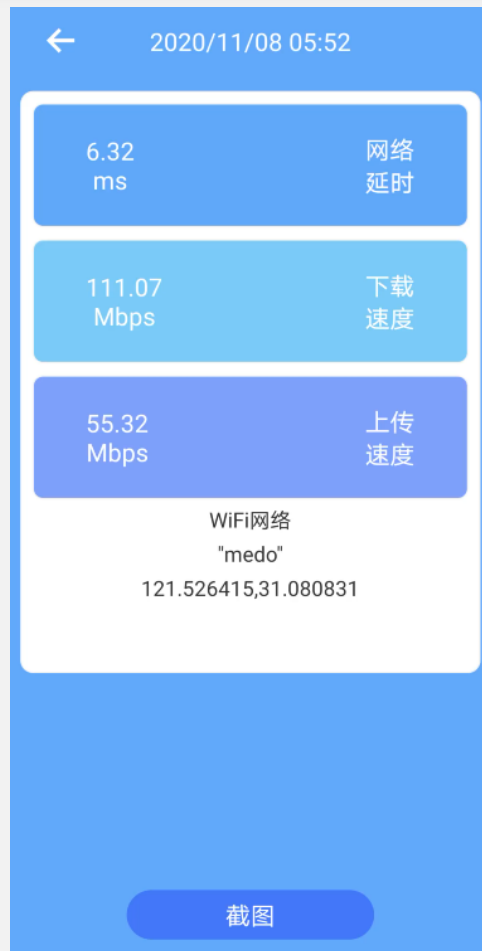 2020/11/08 05:52
6.32
ms
网络
延时
111.07
Mbps
下载
速度
55.32
Mbps
上传
速度
WiFi网络
"medo"
121.526415,31.080831
截图